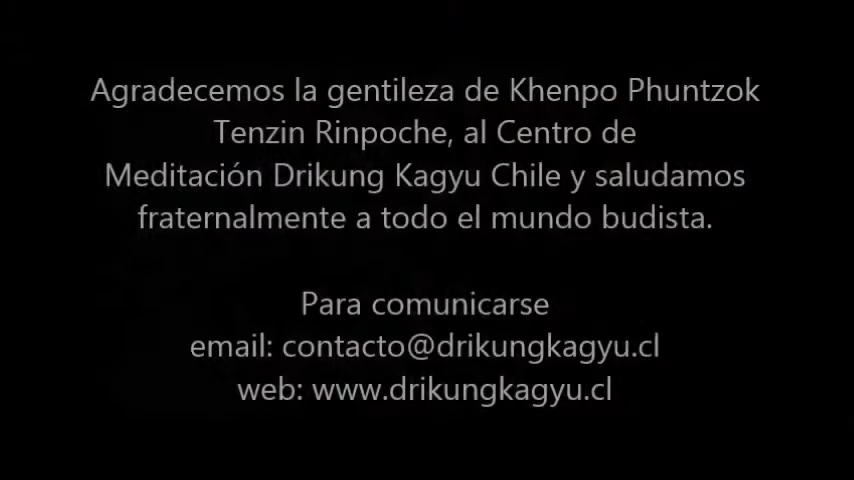 Agradecemos la gentileza de Khenpo Phuntzok
Tenzin Rinpoche, al Centro de
Meditación Drikung Kagyu Chile y saludamos
fraternalmente a todo el mundo budista.
Para comunicarse
email: contacto@drikungkagyu.cl
web: www.drikungkagyu.cl